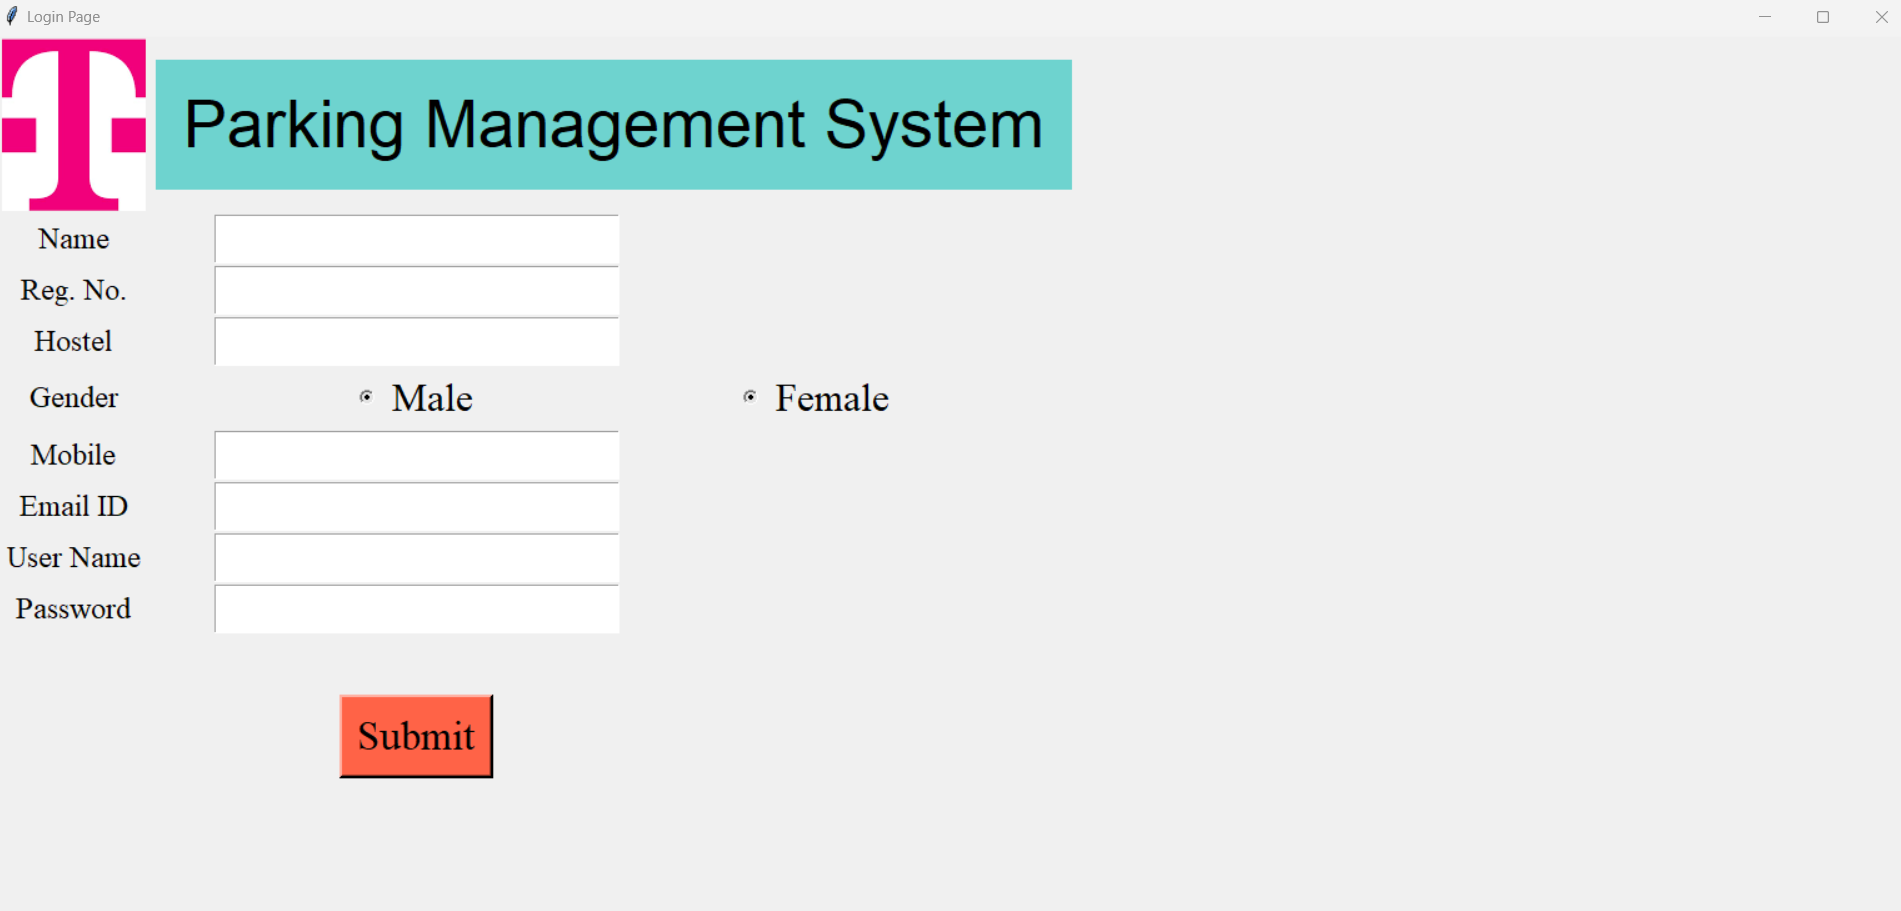 Login Page
T
Parking Management System
Name
Reg. No.
Hostel
Gender Male Female
Mobile
Email ID
User Name
Password
Submit